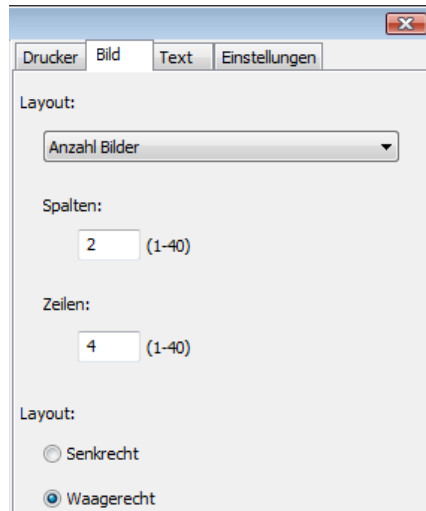 Drucker Bild Text Einstellungen
Layout:
Anzahl Bilder
Spalten:
2 (1-40)
Zeilen:
4 (1-40)
Layout:
Senkrecht
Waagerecht